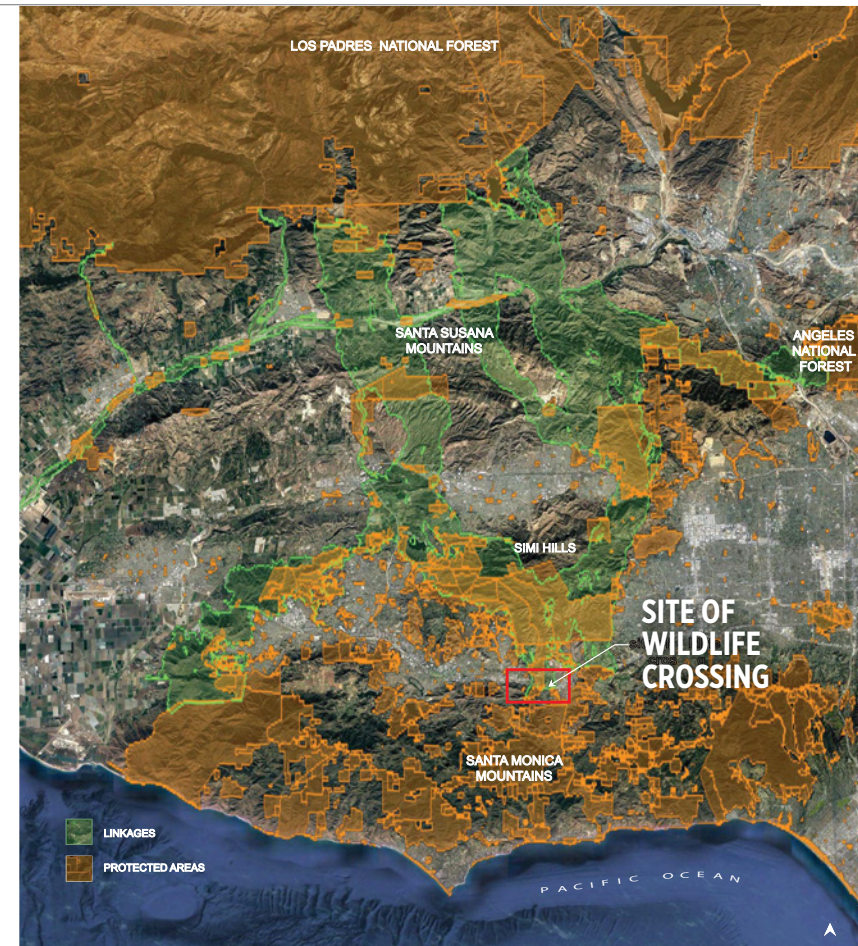 LOS PADRES NATIONAL FOREST
SANTA SUSANA
MOUNTAINS
ANGELES
NATIONAL
FOREST
SIMI HILLS
SITE OF
WILDLIFE
CROSSING
SANTA MONICA
MOUNTAINS
LINKAGES
PROTECTED AREAS
PACIFIC OCEAN